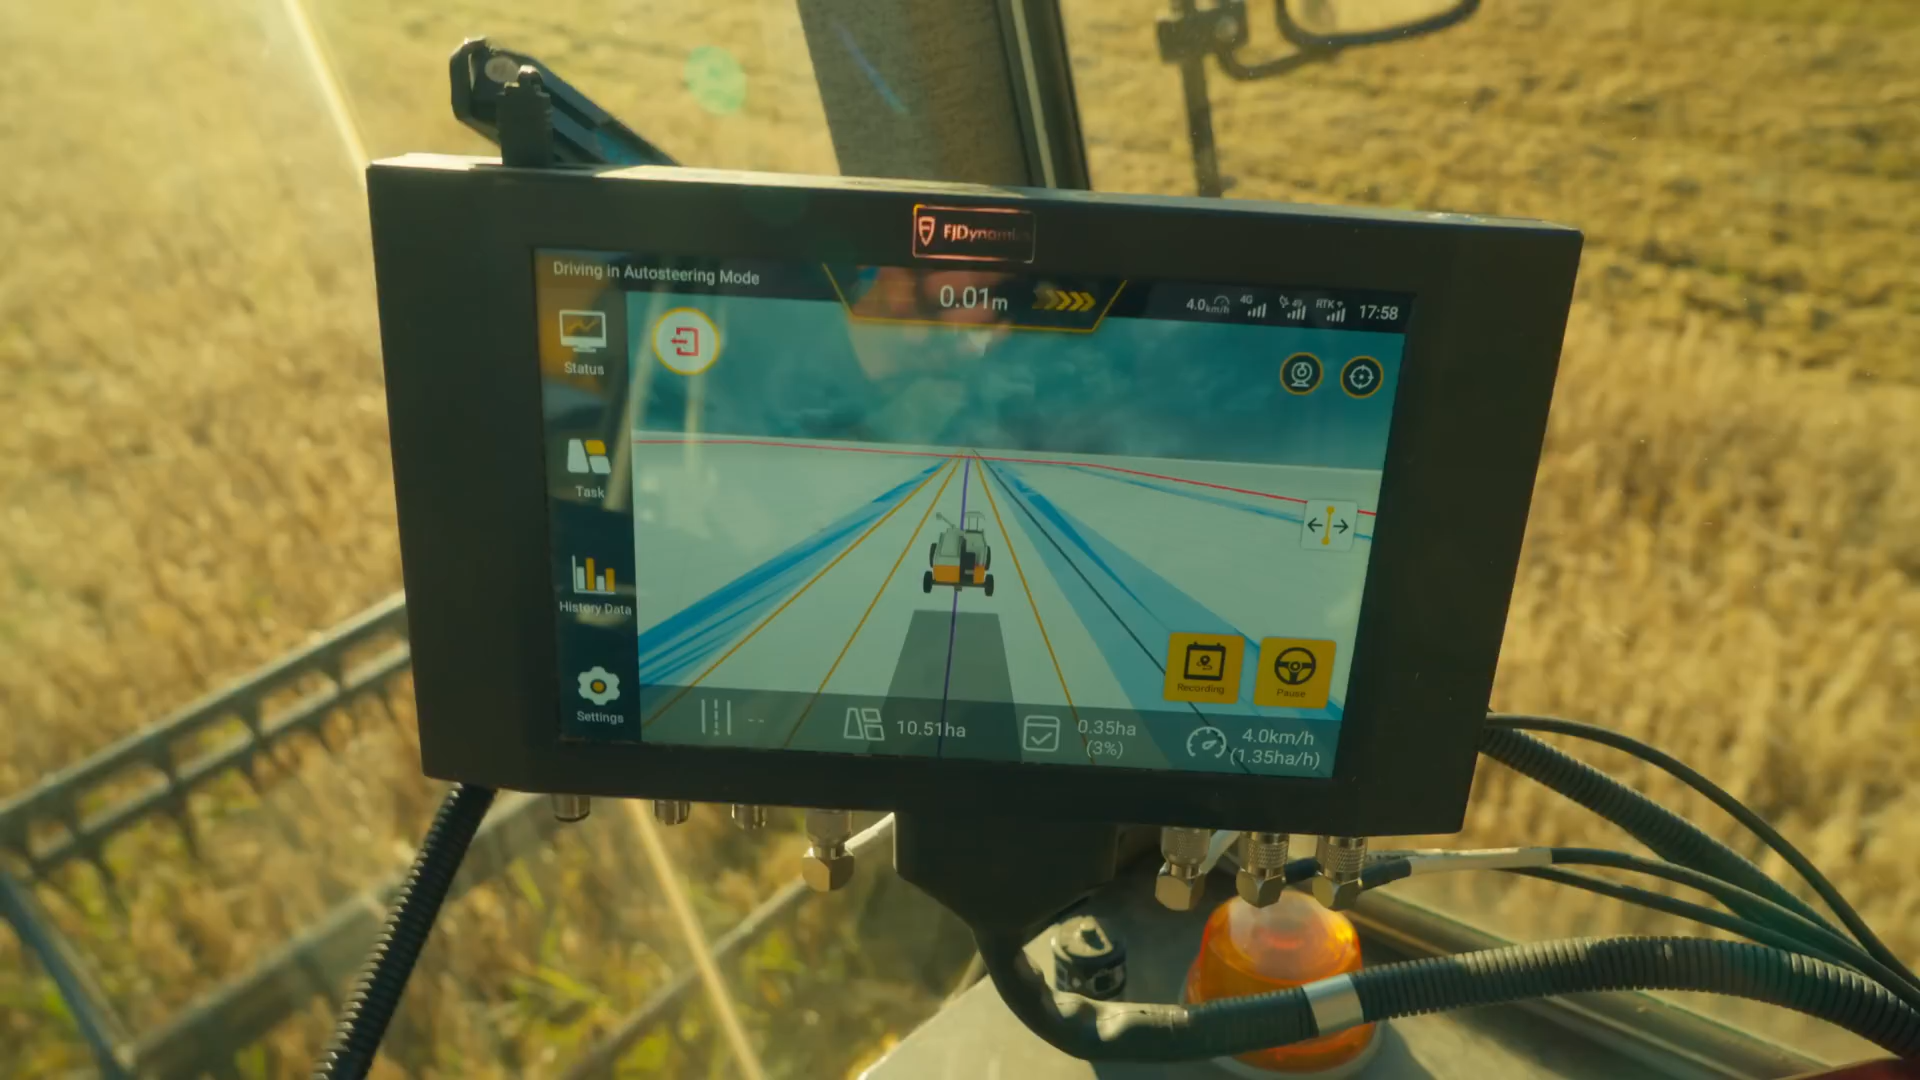 FJDynamics
Driving in Autosteering Mode
0.01m
4.0km/h
4G
49
RTK
17:58
Status
Task
History Data
Settings
Recording
Pause
--
10.51ha
0.35ha
(3%)
4.0km/h
(1.35ha/h)